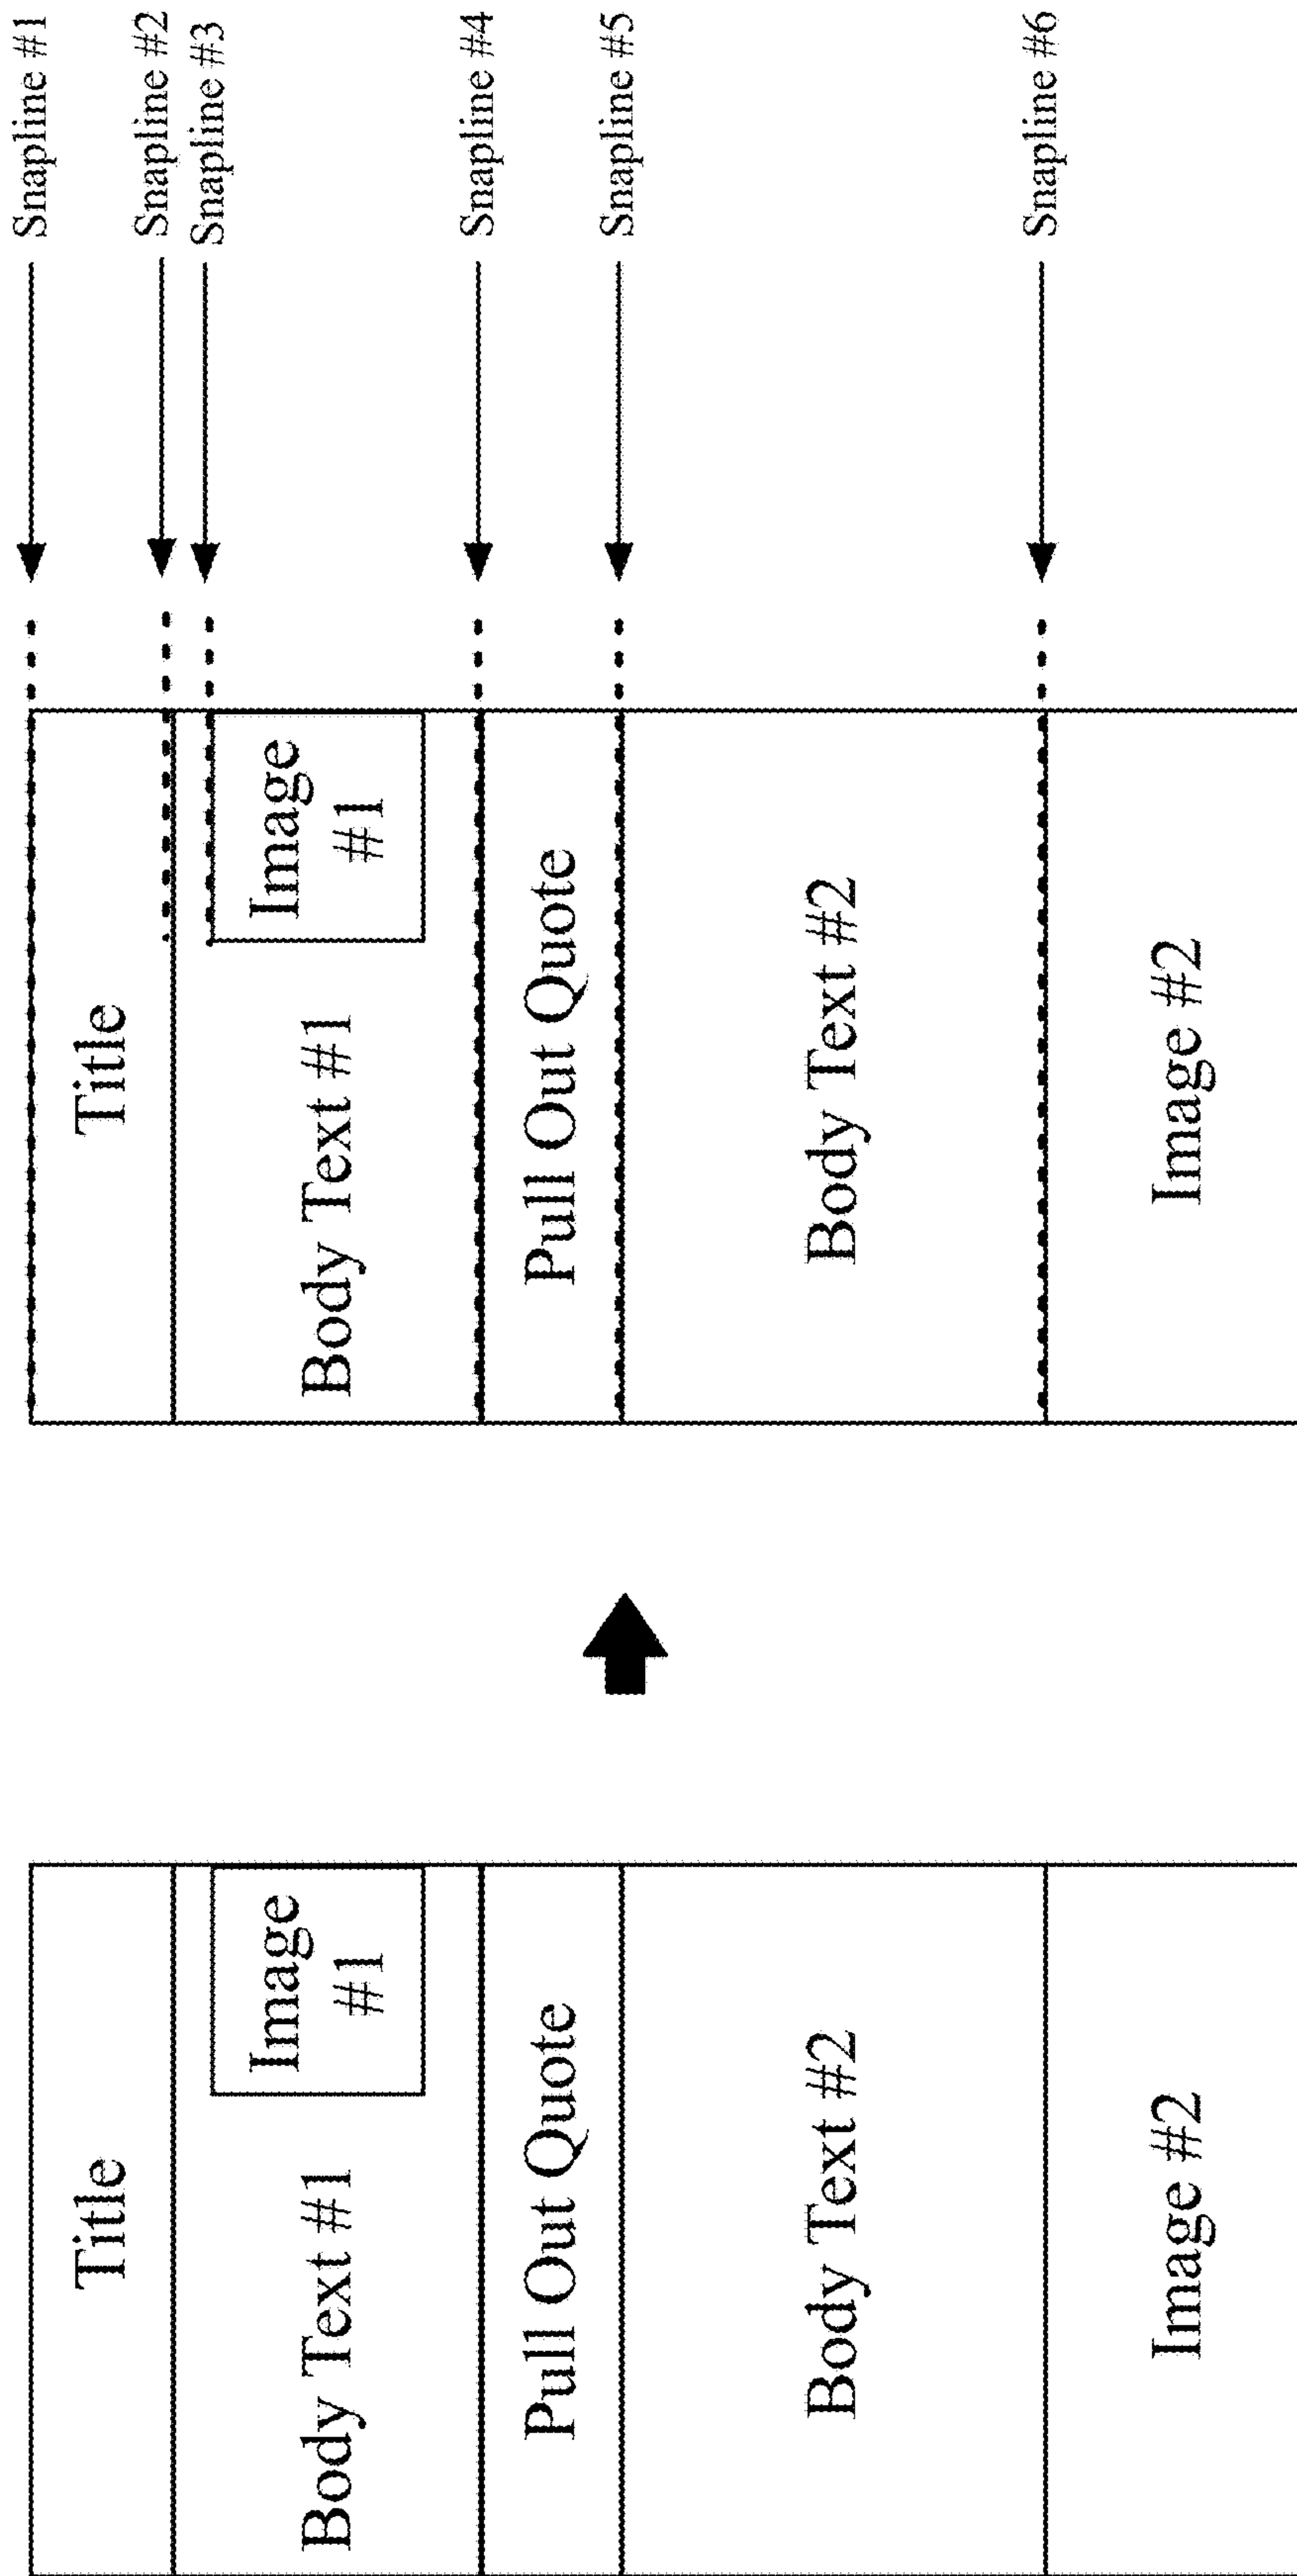 Title
Body Text #1
Image
#1
Pull Out Quote
Body Text #2
Image #2
Title
Body Text #1
Image
#1
Pull Out Quote
Body Text #2
Image #2
Snapline #1
Snapline #2
Snapline #3
Snapline #4
Snapline #5
Snapline #6